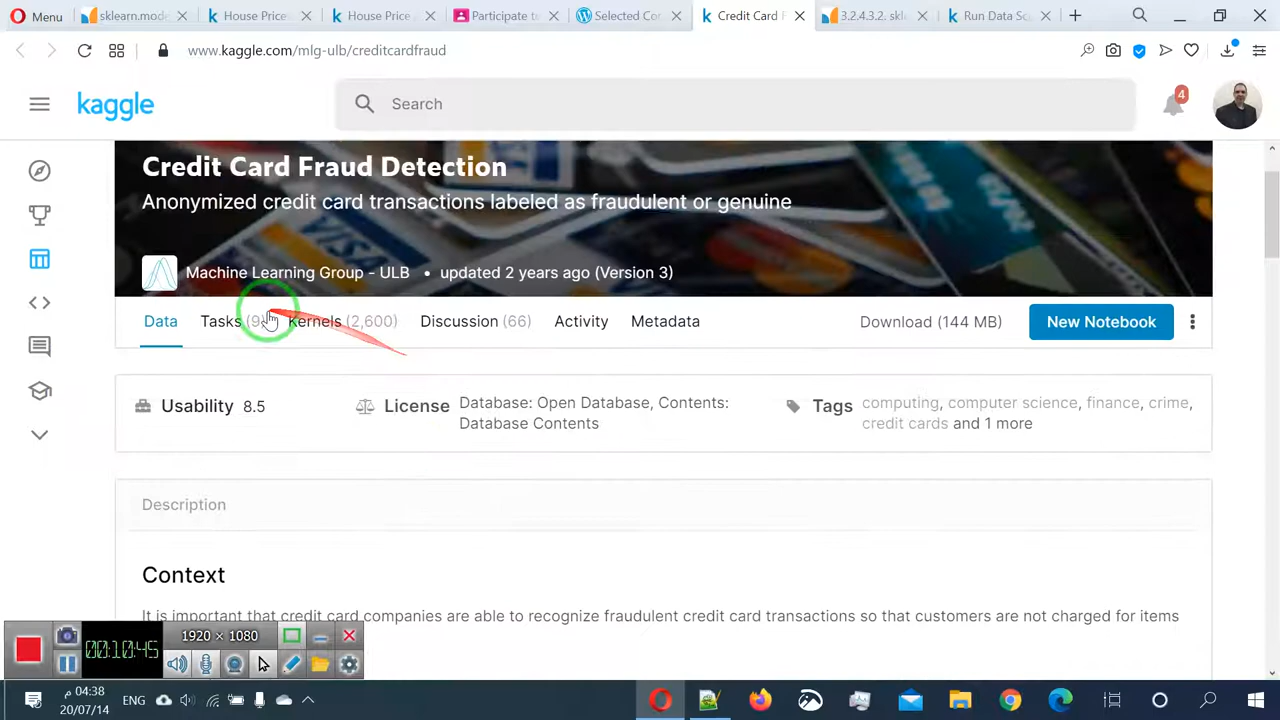 Menu
sklearn.mode
House Price
House Price
Participate t
Selected Co
Credit Card F
3.2.4.3.2. skl
Run Data Sc
www.kaggle.com/mlg-ulb/creditcardfraud
kaggle
Search
4
Credit Card Fraud Detection
Anonymized credit card transactions labeled as fraudulent or genuine
Machine Learning Group - ULB • updated 2 years ago (Version 3)
Data
Tasks (9)
Kernels (2,600)
Discussion (66)
Activity
Metadata
Download (144 MB)
New Notebook
Usability 8.5
License
Database: Open Database, Contents:
Database Contents
Tags
computing, computer science, finance, crime,
credit cards and 1 more
Description
Context
It is important that credit card companies are able to recognize fraudulent credit card transactions so that customers are not charged for items
00:10:45
1920 × 1080
04:38 م
20/07/14
ENG